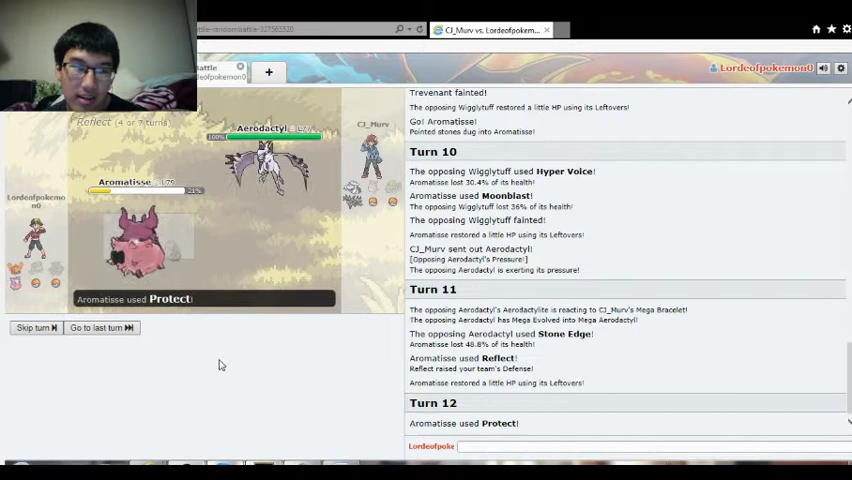 CJ_Murv vs. Lordeofpokem...
Battle
Lordeofpokemon0
Reflect (4 or 7 turns)
Aerodactyl
100%
CJ_Murv
Aromatisse L79
21%
Lordeofpokemo
n0
Aromatisse used Protect!
Skip turn
Go to last turn
Trevenant fainted!
The opposing Wigglytuff restored a little HP using its Leftovers!
Go! Aromatisse!
Pointed stones dug into Aromatisse!
Turn 10
The opposing Wigglytuff used Hyper Voice!
Aromatisse lost 30.4% of its health!
Aromatisse used Moonblast!
The opposing Wigglytuff lost 36% of its health!
The opposing Wigglytuff fainted!
Aromatisse restored a little HP using its Leftovers!
CJ_Murv sent out Aerodactyl!
[Opposing Aerodactyl's Pressure!]
The opposing Aerodactyl is exerting its pressure!
Turn 11
The opposing Aerodactyl's Aerodactylite is reacting to CJ_Murv's Mega Bracelet!
The opposing Aerodactyl has Mega Evolved into Mega Aerodactyl!
The opposing Aerodactyl used Stone Edge!
Aromatisse lost 48.8% of its health!
Aromatisse used Reflect!
Reflect raised your team's Defense!
Aromatisse restored a little HP using its Leftovers!
Turn 12
Aromatisse used Protect!
Lordeofpoke